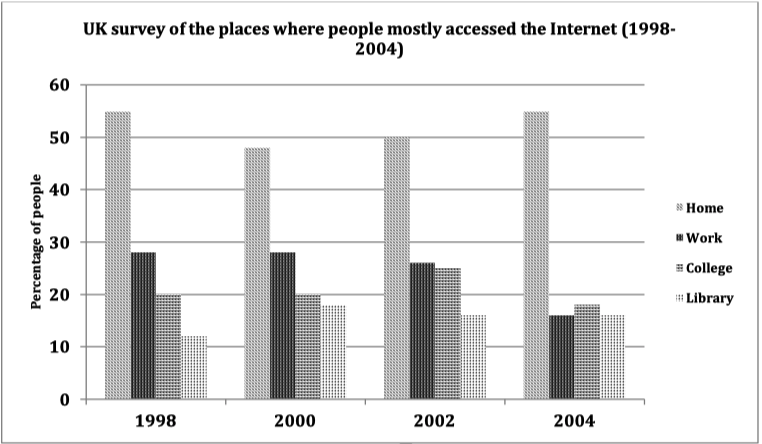 UK survey of the places where people mostly accessed the Internet (1998-
2004)
Percentage of people
60
50
40
30
20
10
0
1998 2000 2002 2004
Home
Work
College
Library